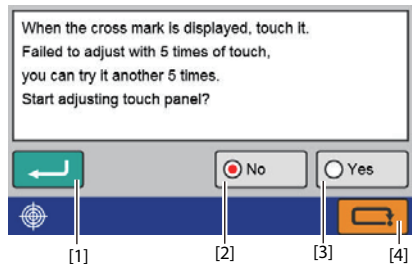 When the cross mark is displayed, touch it.
Failed to adjust with 5 times of touch,
you can try it another 5 times.
Start adjusting touch panel?
No
Yes
[1]
[2]
[3]
[4]